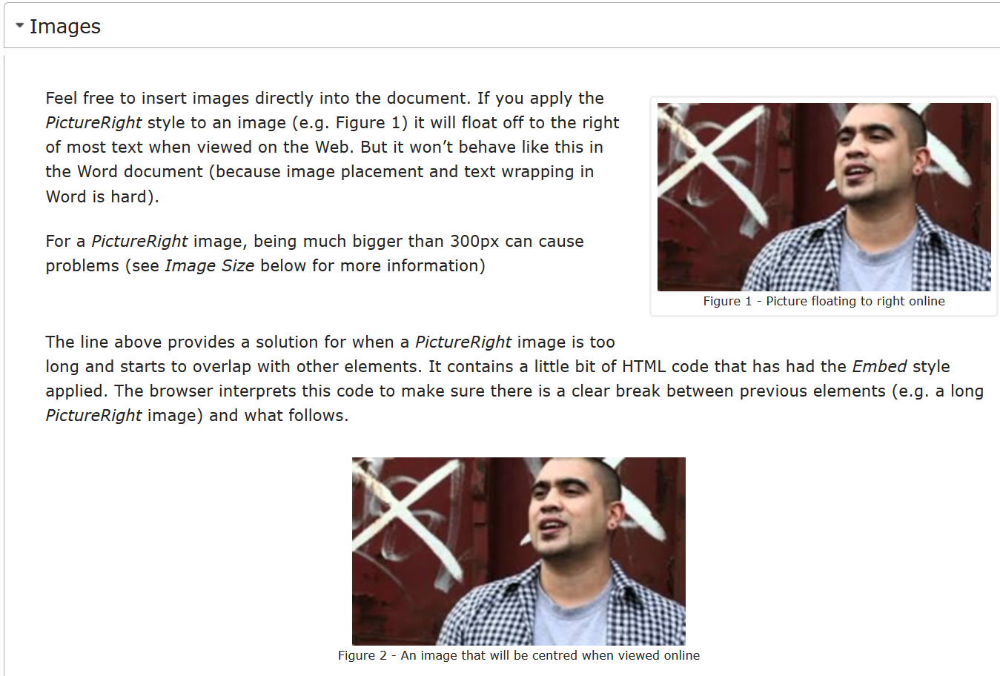 Images
Feel free to insert images directly into the document. If you apply the
PictureRight style to an image (e.g. Figure 1) it will float off to the right
of most text when viewed on the Web. But it won’t behave like this in
the Word document (because image placement and text wrapping in
Word is hard).
For a PictureRight image, being much bigger than 300px can cause
problems (see Image Size below for more information)
Figure 1 - Picture floating to right online
The line above provides a solution for when a PictureRight image is too
long and starts to overlap with other elements. It contains a little bit of HTML code that has had the Embed style
applied. The browser interprets this code to make sure there is a clear break between previous elements (e.g. a long
PictureRight image) and what follows.
Figure 2 - An image that will be centred when viewed online